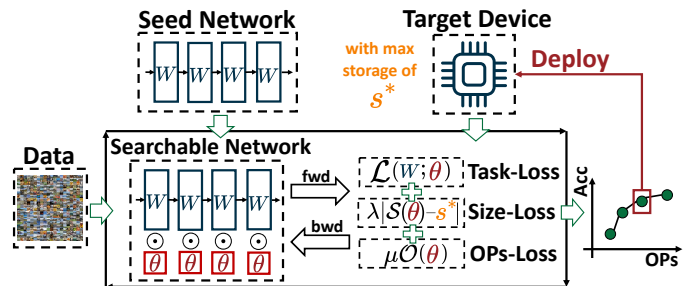 Seed Network
W W W W
Target Device
with max
storage of
s*
Deploy
Data
Searchable Network
W W W W
θ θ θ θ
fwd
bwd
ℒ(W;θ)
Task-Loss
λ|𝒮(θ)-s*|
Size-Loss
μ𝒪(θ)
OPs-Loss
Acc
OPs